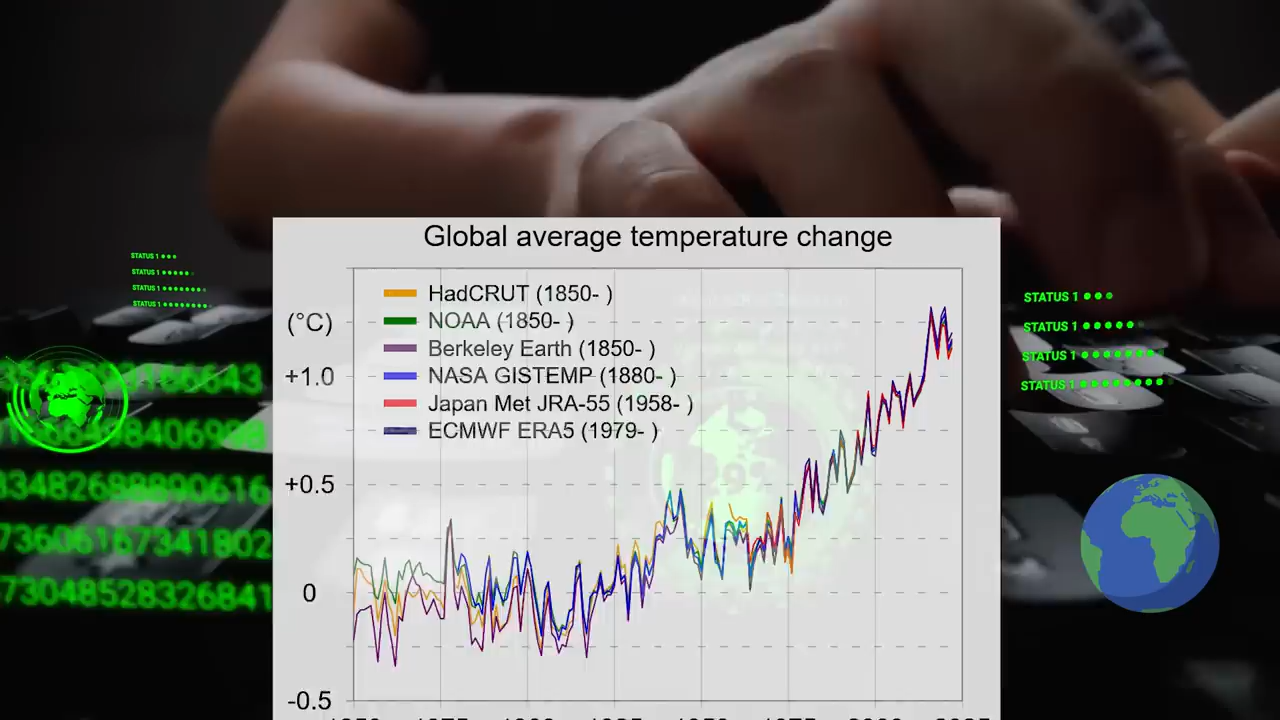 Global average temperature change
HadCRUT (1850- )
NOAA (1850- )
Berkeley Earth (1850- )
NASA GISTEMP (1880- )
Japan Met JRA-55 (1958- )
ECMWF ERA5 (1979- )
(°C)
+1.0
+0.5
0
-0.5
STATUS 1
STATUS 1
STATUS 1
STATUS 1
STATUS 1
STATUS 1
STATUS 1
STATUS 1
73606167341802